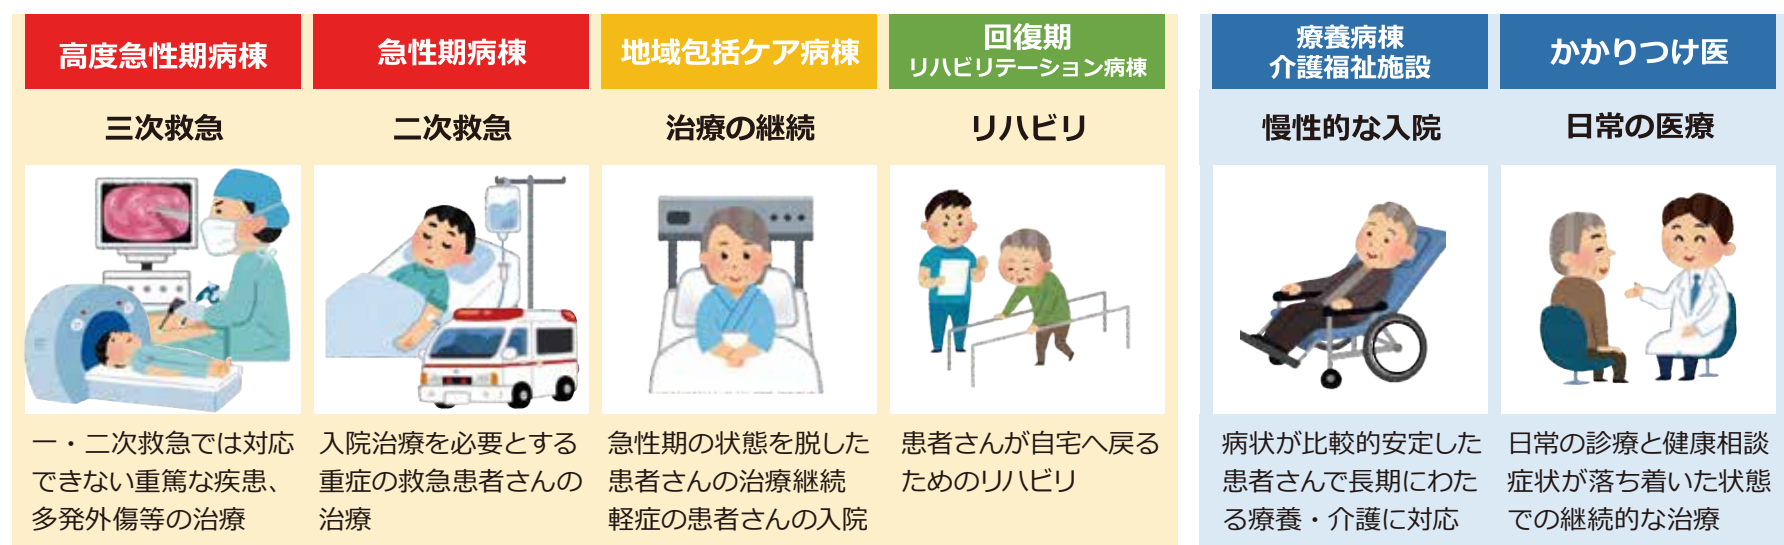 高度急性期病棟
三次救急
一・二次救急では対応
できない重篤な疾患、
多発外傷等の治療
急性期病棟
二次救急
入院治療を必要とする
重症の救急患者さんの
治療
地域包括ケア病棟
治療の継続
急性期の状態を脱した
患者さんの治療継続
軽症の患者さんの入院
回復期
リハビリテーション病棟
リハビリ
患者さんが自宅へ戻る
ためのリハビリ
療養病棟
介護福祉施設
慢性的な入院
病状が比較的安定した
患者さんで長期にわた
る療養・介護に対応
かかりつけ医
日常の医療
日常の診療と健康相談
症状が落ち着いた状態
での継続的な治療